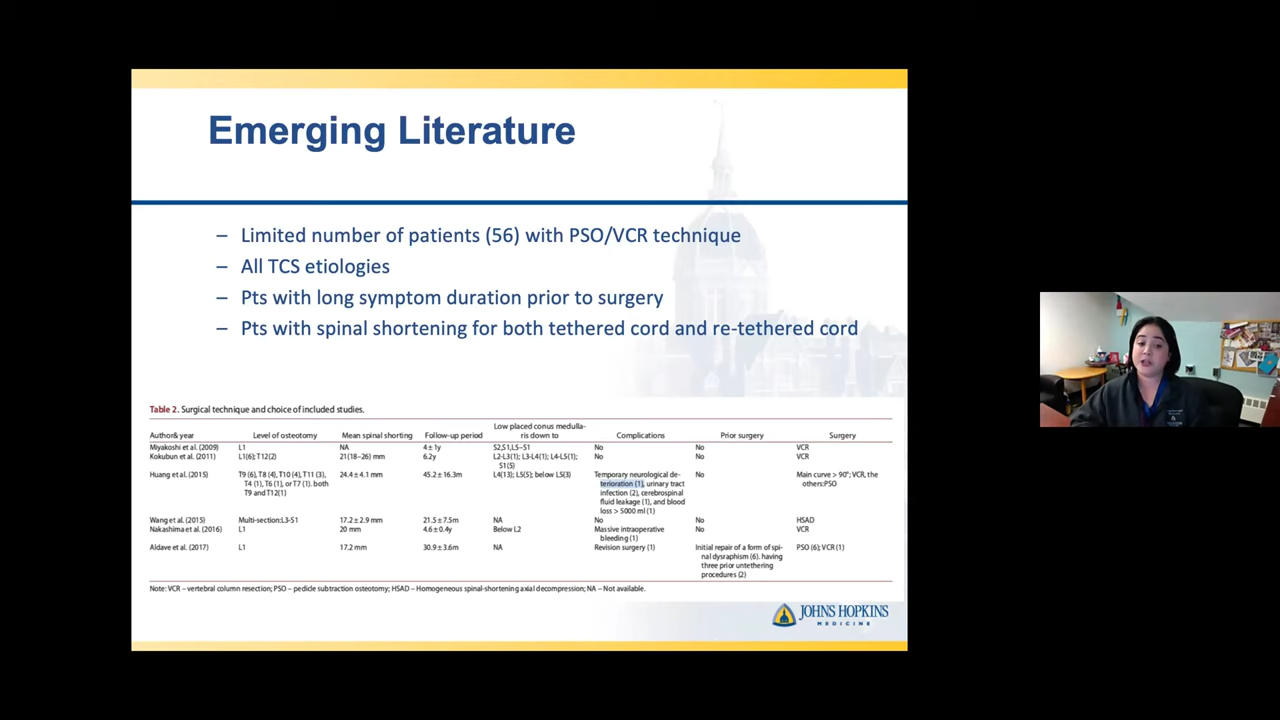 Emerging Literature
– Limited number of patients (56) with PSO/VCR technique
– All TCS etiologies
– Pts with long symptom duration prior to surgery
– Pts with spinal shortening for both tethered cord and re-tethered cord
Table 2. Surgical technique and choice of included studies.
Author& year Level of osteotomy Mean spinal shorting Follow-up period Low placed conus medulla-ris down to Complications Prior surgery Surgery
Miyakoshi et al. (2009) L1 NA 4±1y S2,S1,L5–S1 No No VCR
Kokubun et al. (2011) L1(6); T12(2) 21(18–26) mm 6.2y L2-L3(1); L3-L4(1); L4-L5(1); No No VCR
S1(5)
Huang et al. (2015) T9 (6), T8 (4), T10 (4), T11 (3), 24.4±4.1 mm 45.2±16.3m L4(13); L5(5); below L5(3) Temporary neurological de- No Main curve > 90°; VCR, the
T4 (1), T6 (1), or T7 (1). both terioration (1), urinary tract others:PSO
T9 and T12(1) infection (2), cerebrospinal
fluid leakage (1), and blood
loss > 5000 ml (1)
Wang et al. (2015) Multi-section:L3-S1 17.2±2.9 mm 21.5±7.5m NA No No HSAD
Nakashima et al. (2016) L1 20 mm 4.6±0.4y Below L2 Massive intraoperative No VCR
bleeding (1)
Aldave et al. (2017) L1 17.2 mm 30.9±3.6m NA Revision surgery (1) Initial repair of a form of spi- PSO (6); VCR (1)
nal dysraphism (6). having
three prior untethering
procedures (2)
Note: VCR – vertebral column resection; PSO – pedicle subtraction osteotomy; HSAD – Homogeneous spinal-shortening axial decompression; NA – Not available.
JOHNS HOPKINS
MEDICINE